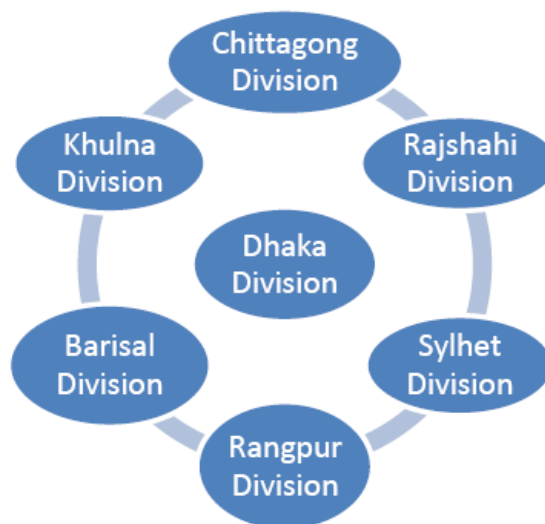 Chittagong
Division
Khulna
Division
Rajshahi
Division
Dhaka
Division
Barisal
Division
Sylhet
Division
Rangpur
Division